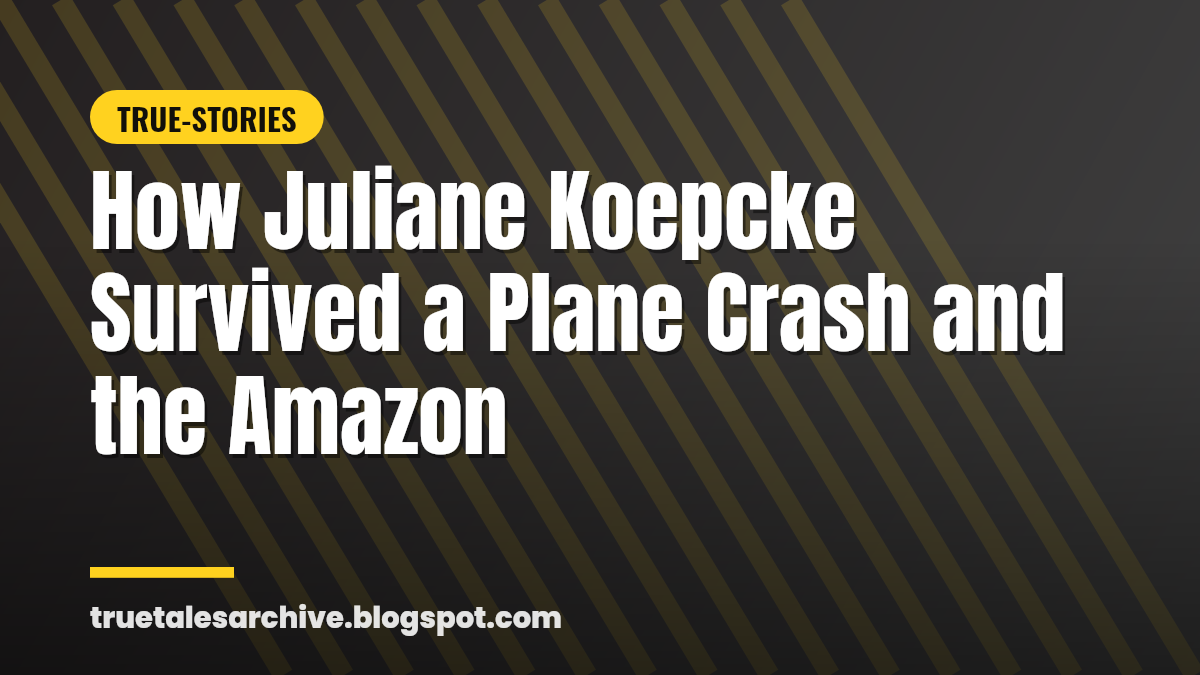 TRUE-STORIES
How Juliane Koepcke
Survived a Plane Crash and
the Amazon
truetalesarchive.blogspot.com